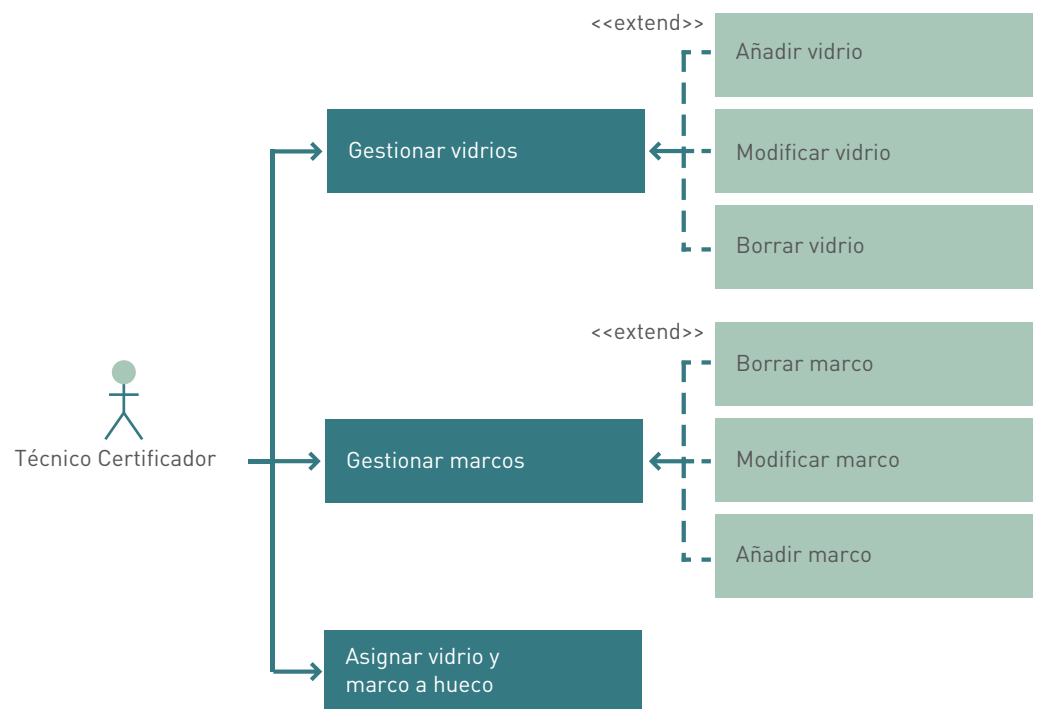 <<extend>>
Añadir vidrio
Gestionar vidrios
Modificar vidrio
Borrar vidrio
<<extend>>
Borrar marco
Técnico Certificador
Gestionar marcos
Modificar marco
Añadir marco
Asignar vidrio y
marco a hueco